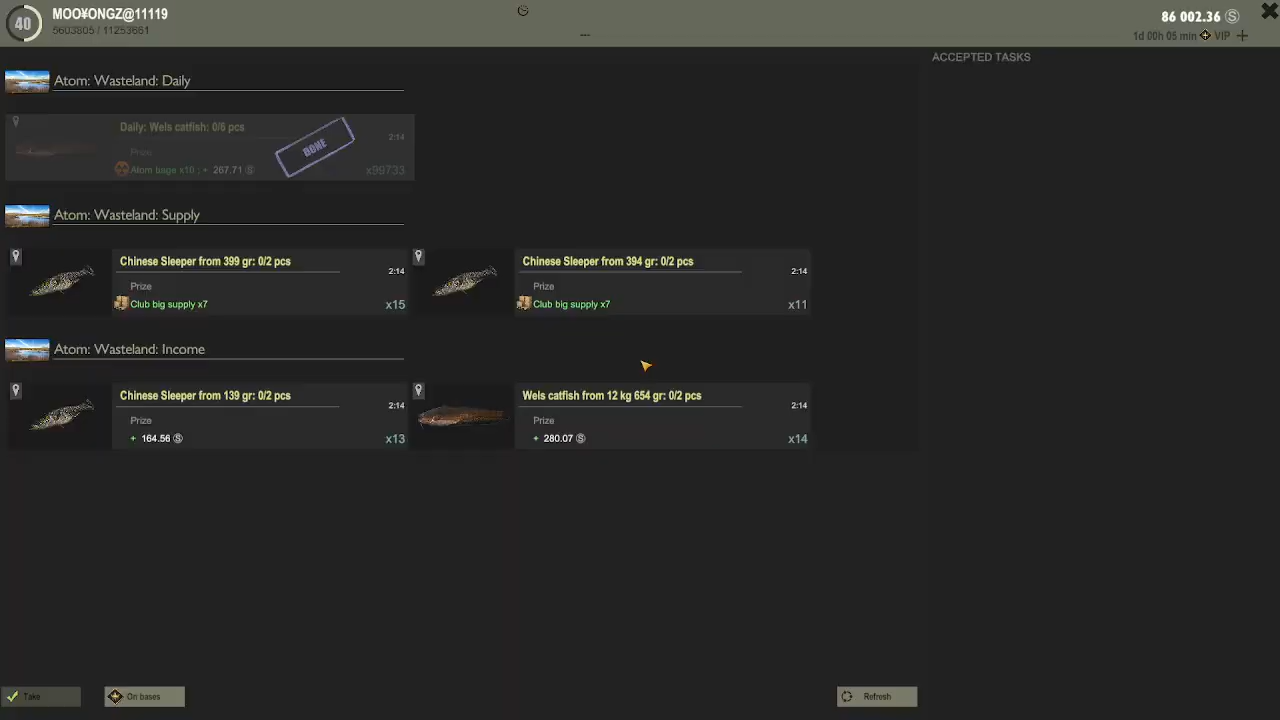 40
MOO¥ONGZ@11119
5603805 / 11253661
86 002.36 Ⓢ
1d 00h 05 min VIP +
ACCEPTED TASKS
Atom: Wasteland: Daily
Daily: Wels catfish: 0/6 pcs
2:14
Prize
DONE
x10 ; + 267.71 Ⓢ
x99733
Atom: Wasteland: Supply
Chinese Sleeper from 399 gr: 0/2 pcs
2:14
Prize
Club big supply x7
x15
Chinese Sleeper from 394 gr: 0/2 pcs
2:14
Prize
Club big supply x7
x11
Atom: Wasteland: Income
Chinese Sleeper from 139 gr: 0/2 pcs
2:14
Prize
+ 164.56 Ⓢ
x13
Wels catfish from 12 kg 654 gr: 0/2 pcs
2:14
Prize
+ 280.07 Ⓢ
x14
Take
On bases
Refresh